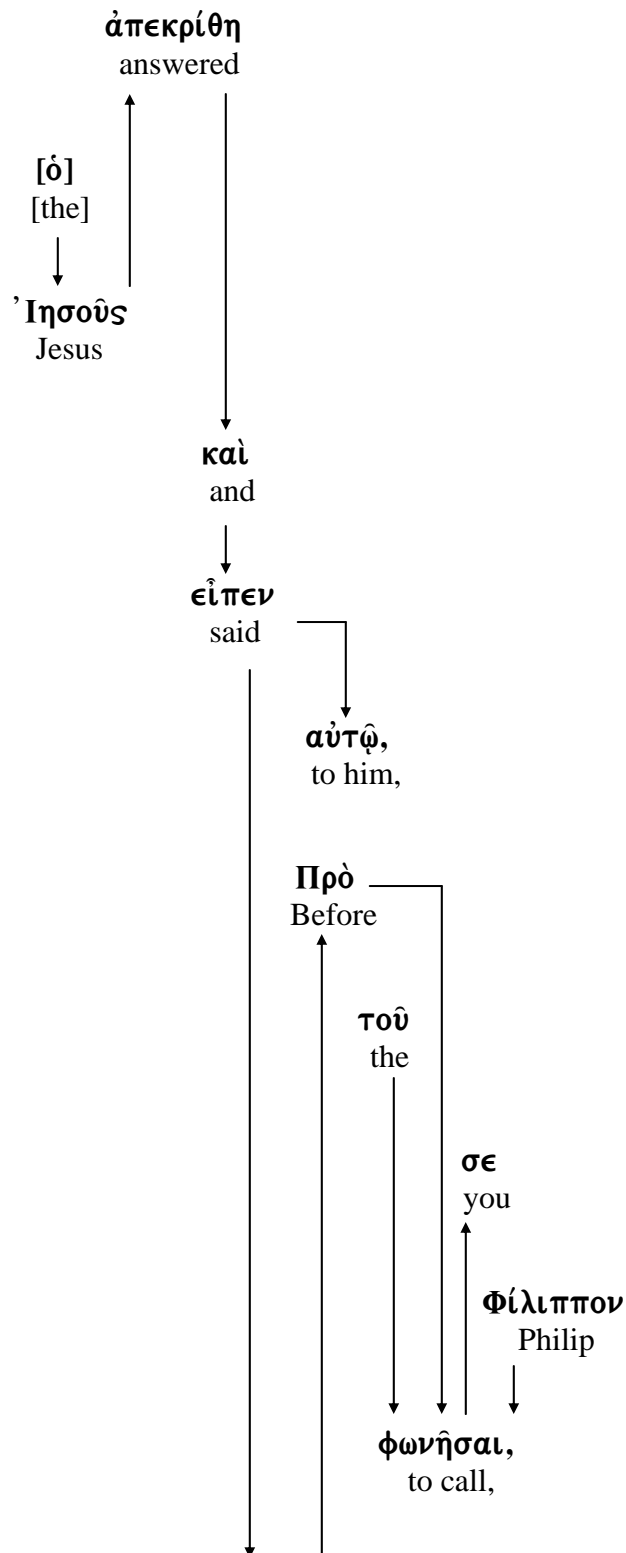 ἀπεκρίθη
answered
[ὁ]
[the]
Ἰησοῦς
Jesus
καὶ
and
εἶπεν
said
αὐτῷ,
to him,
Πρὸ
Before
τοῦ
the
σε
you
Φίλιππον
Philip
φωνῆσαι,
to call,